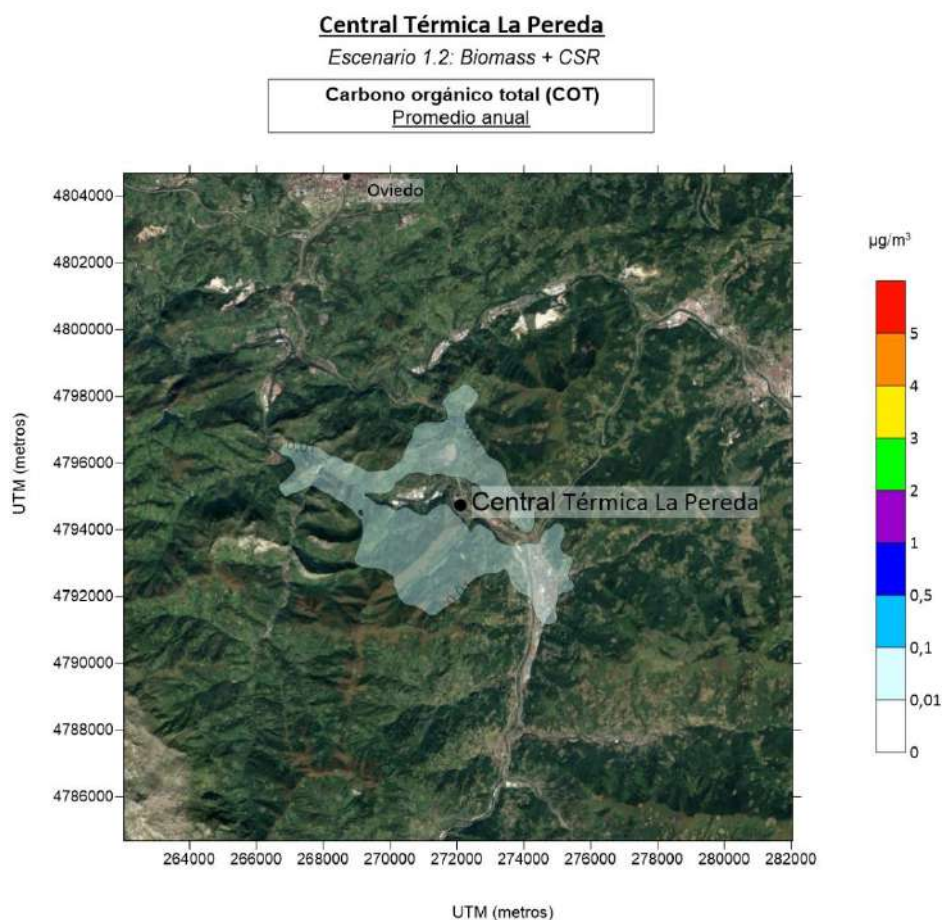 Central Térmica La Pereda
Escenario 1.2: Biomass + CSR
Carbono orgánico total (COT)
Promedio anual
Oviedo
Central Térmica La Pereda
UTM (metros)
4804000
4802000
4800000
4798000
4796000
4794000
4792000
4790000
4788000
4786000
264000 266000 268000 270000 272000 274000 276000 278000 280000 282000
UTM (metros)
µg/m³
5
4
3
2
1
0,5
0,1
0,01
0